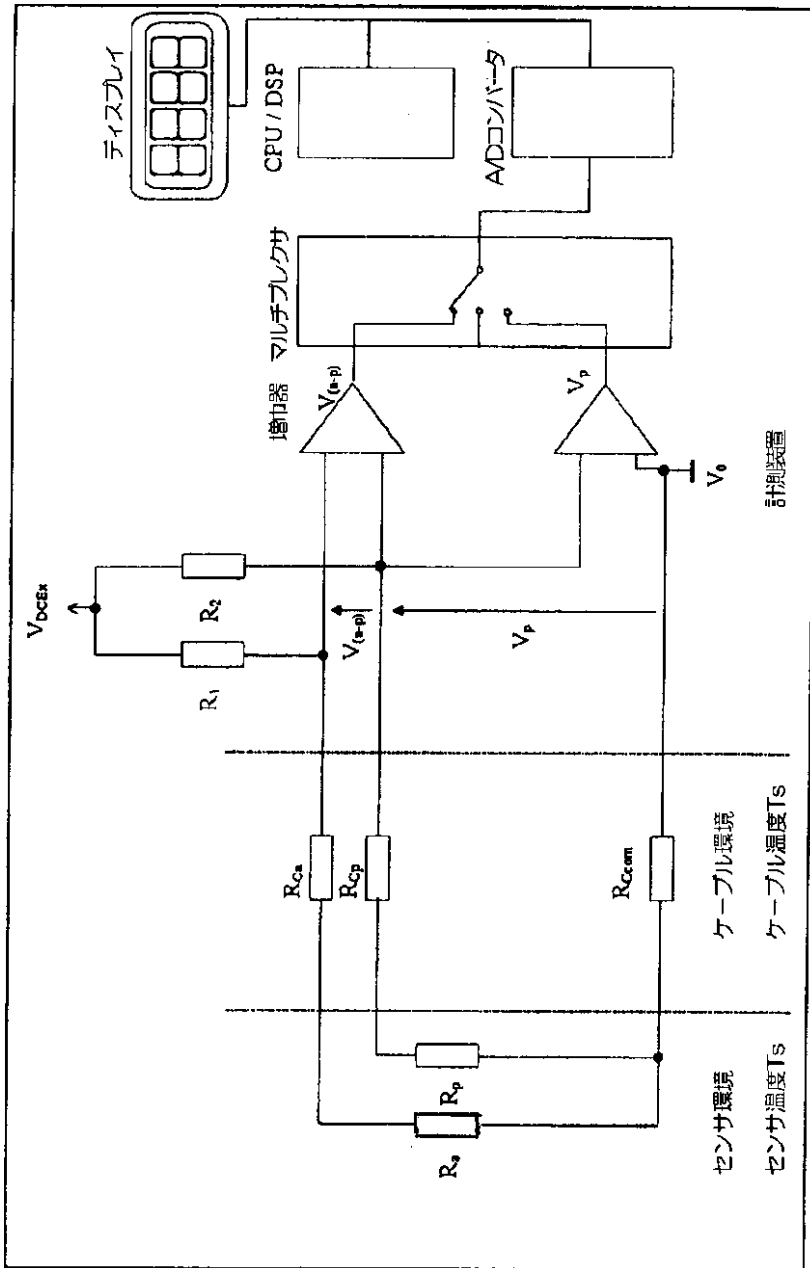 ディスプレイ
CPU / DSP
A/Dコンバータ
マルチプレクサ
増巾器
V(a-p)
Vp
V0
計測装置
VDCEx
R1
R2
V(a-p)
Vp
RCa
RCp
RCcom
ケーブル環境
ケーブル温度Ts
Ra
Rp
センサ環境
センサ温度Ts